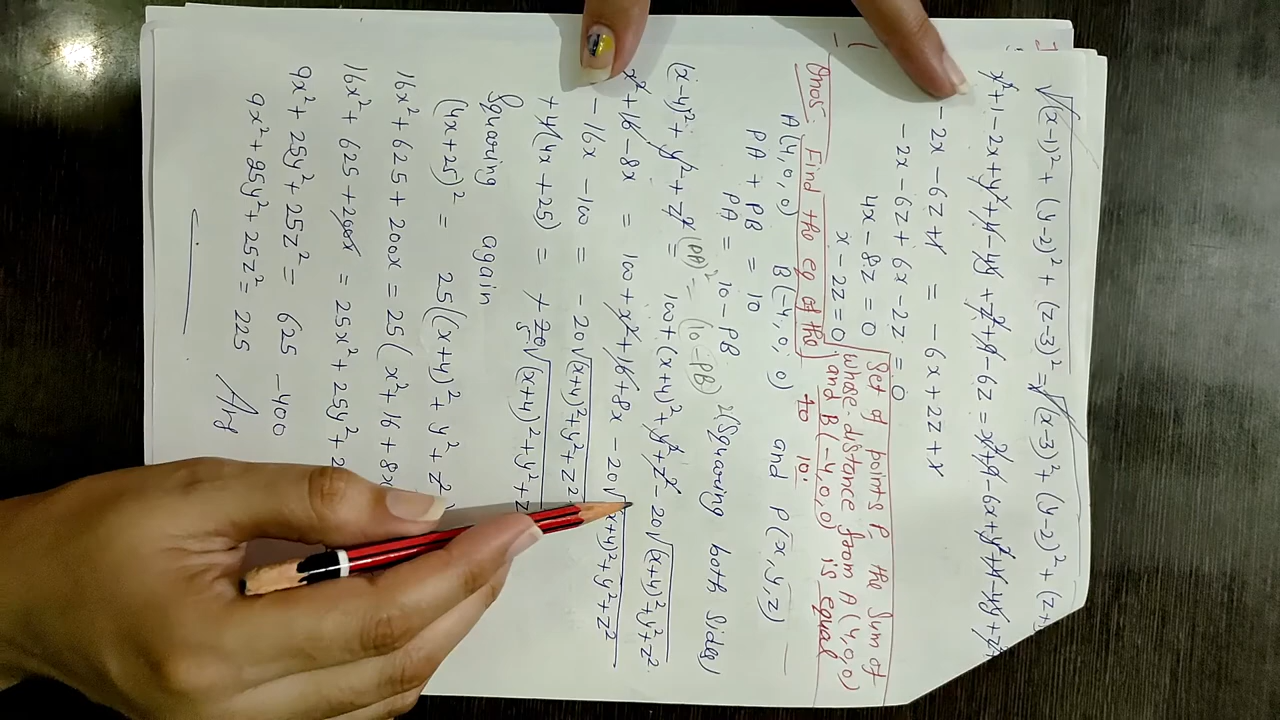 √(x-1)² + (y-2)² + (z-3)² = √(x-3)² + (y-2)² + (z+
x² + 1 - 2x + y² + 4 - 4y + z² + 9 - 6z = x² + 9 - 6x + y² + 4 - 4y + z²
-2x - 6z + 1 = -6x + 2z + x
-2x - 6z + 6x - 2z = 0
4x - 8z = 0
x - 2z = 0
Ques. Find the eq of the set of points P, the sum of
whose distance from A(4,0,0)
and B(-4,0,0) is equal
to 10.
A(4,0,0) B(-4,0,0) and P(x,y,z)
PA + PB = 10
PA = 10 - PB
(PA)² = (10-PB)² (Squaring both sides)
(x-4)² + y² + z² = 100 + (x+4)² + y² + z² - 20√(x+4)² + y² + z²
x² + 16 - 8x = 100 + x² + 16 + 8x - 20√(x+4)² + y² + z²
- 16x - 100 = -20√(x+4)² + y² + z²
+ 4(4x + 25) = + 20 5√(x+4)² + y² + z
Squaring again
(4x+25)² = 25((x+4)² + y² + z²)
16x² + 625 + 200x = 25(x² + 16 + 8x
16x² + 625 + 200x = 25x² + 25y² + 2
9x² + 25y² + 25z² = 625 - 400
9x² + 25y² + 25z² = 225
Ans